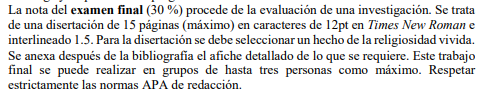 La nota del examen final (30 %) procede de la evaluación de una investigación. Se trata
de una disertación de 15 páginas (máximo) en caracteres de 12pt en Times New Roman e
interlineado 1.5. Para la disertación se debe seleccionar un hecho de la religiosidad vivida.
Se anexa después de la bibliografía el afiche detallado de lo que se requiere. Este trabajo
final se puede realizar en grupos de hasta tres personas como máximo. Respetar
estrictamente las normas APA de redacción.